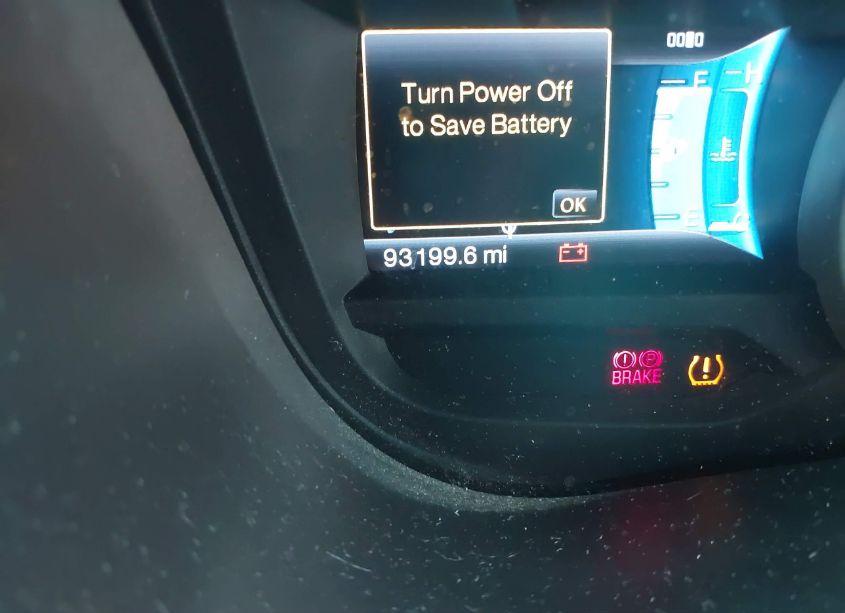 Turn Power Off
to Save Battery
OK
F
H
E
C
93199.6 mi
P
BRAKE